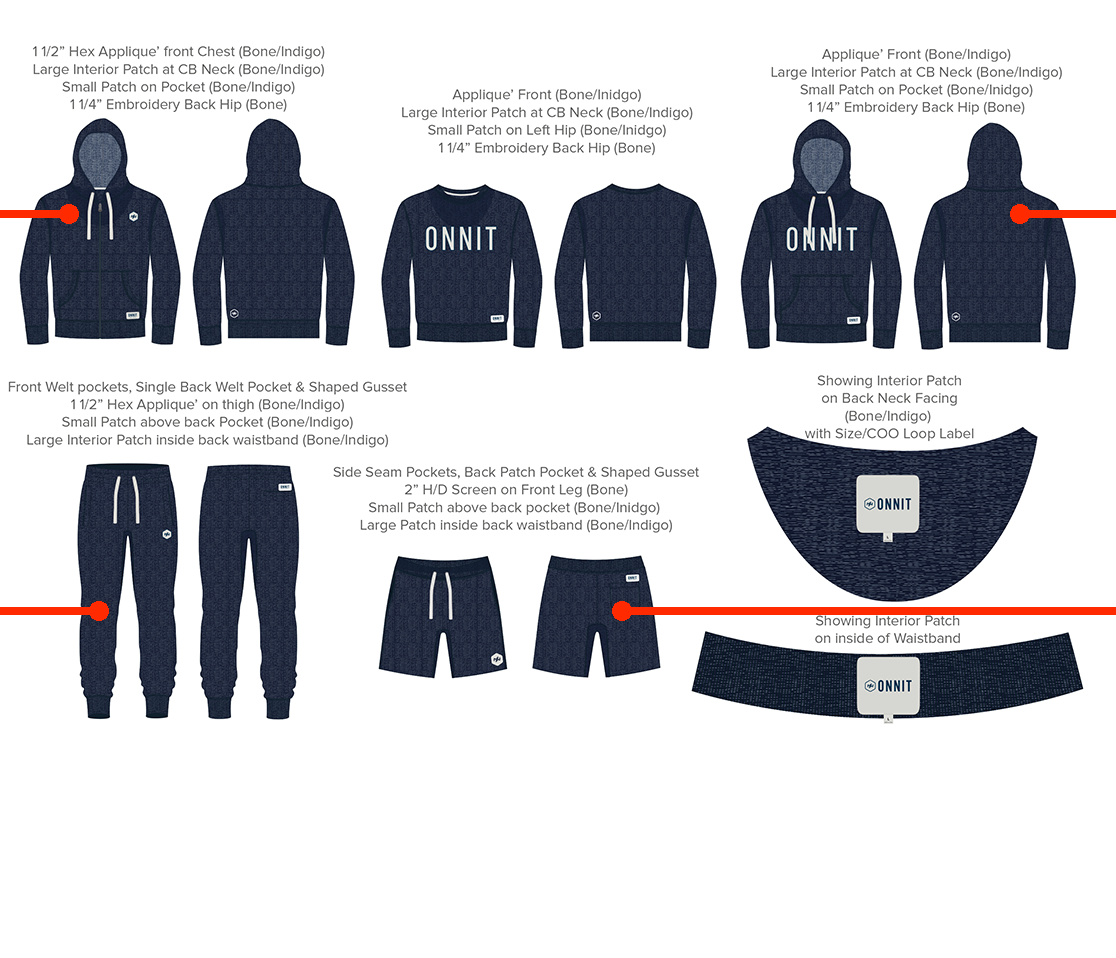 1 1/2” Hex Applique’ front Chest (Bone/Indigo)
Large Interior Patch at CB Neck (Bone/Indigo)
Small Patch on Pocket (Bone/Indigo)
1 1/4” Embroidery Back Hip (Bone)
Applique’ Front (Bone/Inidgo)
Large Interior Patch at CB Neck (Bone/Indigo)
Small Patch on Left Hip (Bone/Inidgo)
1 1/4” Embroidery Back Hip (Bone)
Applique’ Front (Bone/Indigo)
Large Interior Patch at CB Neck (Bone/Indigo)
Small Patch on Pocket (Bone/Indigo)
1 1/4” Embroidery Back Hip (Bone)
ONNIT
ONNIT
ONNIT
ONNIT
ONNIT
Front Welt pockets, Single Back Welt Pocket & Shaped Gusset
1 1/2” Hex Applique’ on thigh (Bone/Indigo)
Small Patch above back Pocket (Bone/Indigo)
Large Interior Patch inside back waistband (Bone/Indigo)
ONNIT
Side Seam Pockets, Back Patch Pocket & Shaped Gusset
2” H/D Screen on Front Leg (Bone)
Small Patch above back pocket (Bone/Inidgo)
Large Patch inside back waistband (Bone/Inidgo)
ONNIT
Showing Interior Patch
on Back Neck Facing
(Bone/Indigo)
with Size/COO Loop Label
ONNIT
L
Showing Interior Patch
on inside of Waistband
ONNIT
L